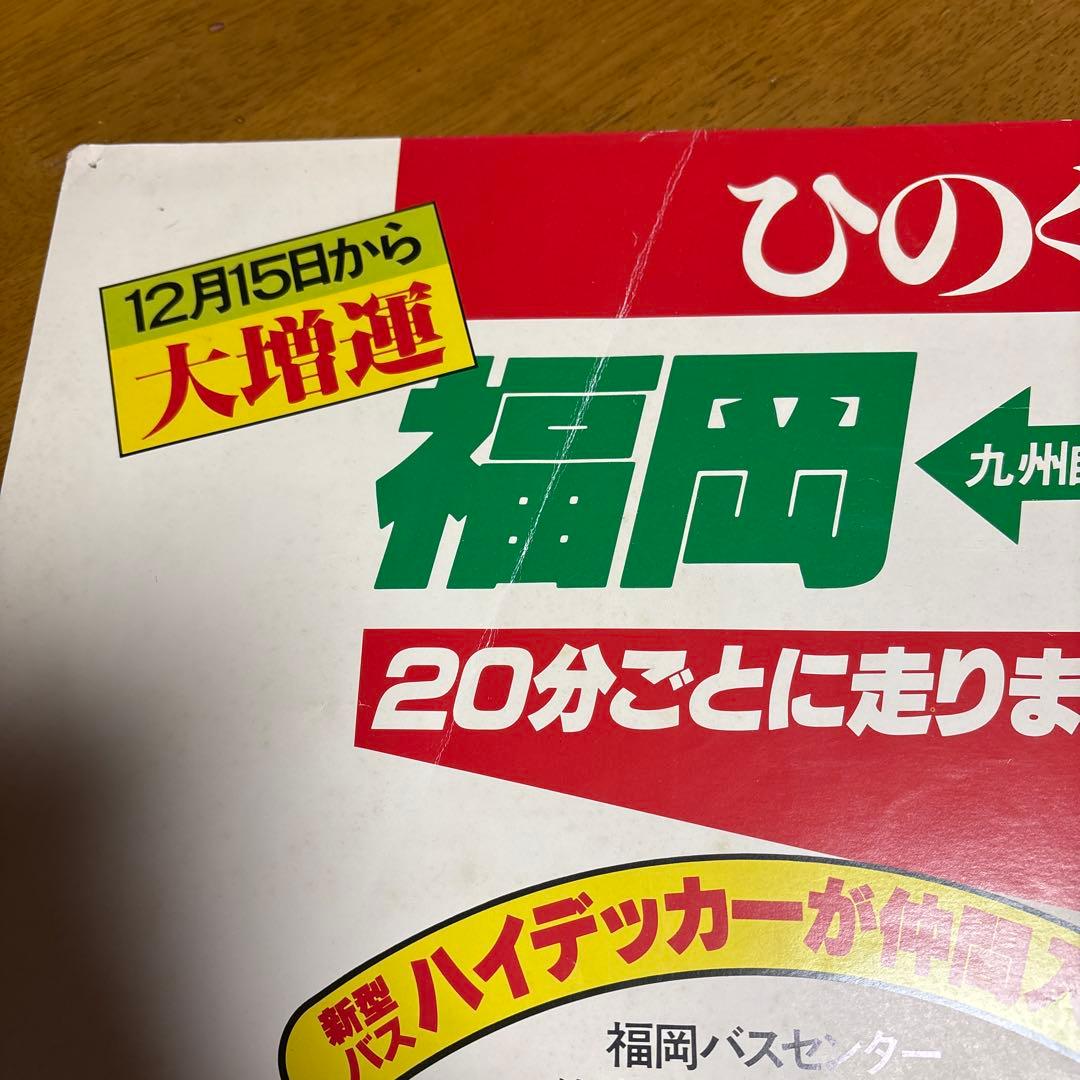 ひの
12月15日から
大増運
福岡
九州
20分ごとに走りま
新型バス
ハイデッカーが仲間
福岡バスセンター